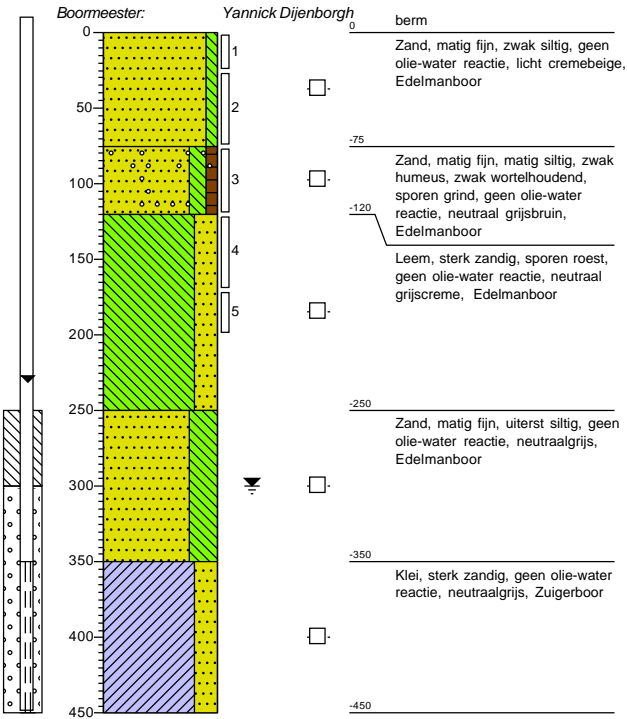 Boormeester: Yannick Dijenborgh
0
50
100
150
200
250
300
350
400
450
1
2
3
4
5
0 berm
Zand, matig fijn, zwak siltig, geen
olie-water reactie, licht cremebeige,
Edelmanboor
-75
Zand, matig fijn, matig siltig, zwak
humeus, zwak wortelhoudend,
sporen grind, geen olie-water
reactie, neutraal grijsbruin,
Edelmanboor
-120
Leem, sterk zandig, sporen roest,
geen olie-water reactie, neutraal
grijscreme, Edelmanboor
-250
Zand, matig fijn, uiterst siltig, geen
olie-water reactie, neutraalgrijs,
Edelmanboor
-350
Klei, sterk zandig, geen olie-water
reactie, neutraalgrijs, Zuigerboor
-450